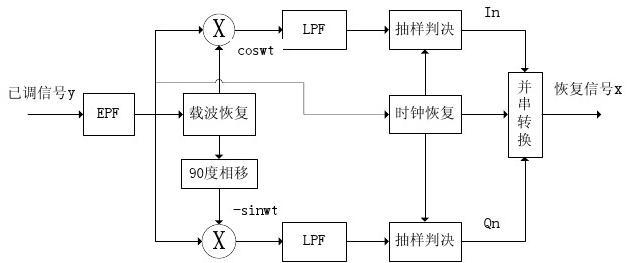 X
coswt
LPF
抽样判决
In
已调信号y
EPF
载波恢复
时钟恢复
并串转换
恢复信号x
90度相移
X
-sinwt
LPF
抽样判决
Qn